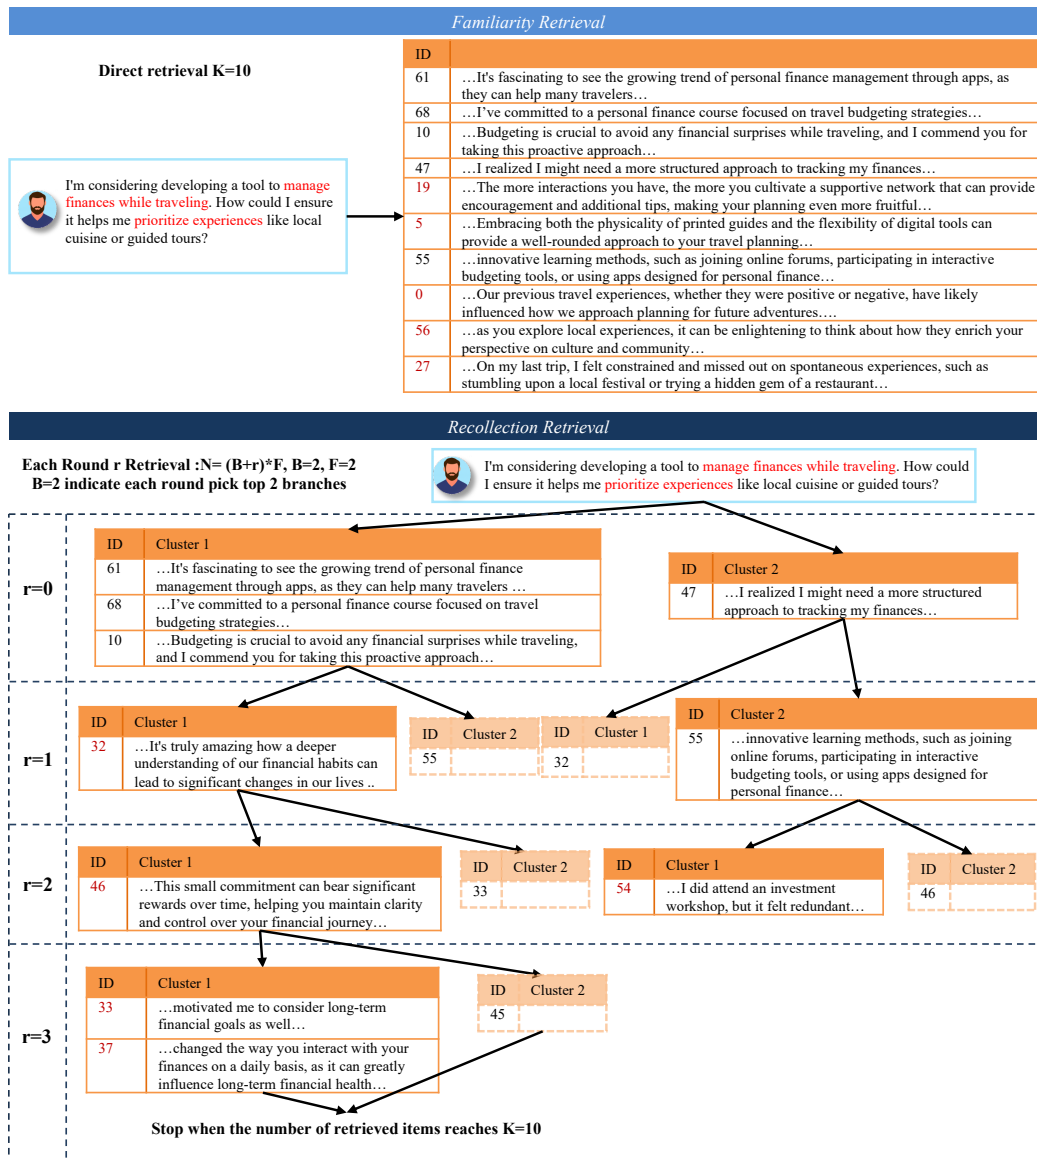 Familiarity Retrieval
Direct retrieval K=10
I'm considering developing a tool to manage
finances while traveling. How could I ensure
it helps me prioritize experiences like local
cuisine or guided tours?
ID
61 …It's fascinating to see the growing trend of personal finance management through apps, as
they can help many travelers…
68 …I've committed to a personal finance course focused on travel budgeting strategies…
10 …Budgeting is crucial to avoid any financial surprises while traveling, and I commend you for
taking this proactive approach…
47 …I realized I might need a more structured approach to tracking my finances…
19 …The more interactions you have, the more you cultivate a supportive network that can provide
encouragement and additional tips, making your planning even more fruitful…
5 …Embracing both the physicality of printed guides and the flexibility of digital tools can
provide a well-rounded approach to your travel planning…
55 …innovative learning methods, such as joining online forums, participating in interactive
budgeting tools, or using apps designed for personal finance…
0 …Our previous travel experiences, whether they were positive or negative, have likely
influenced how we approach planning for future adventures….
56 …as you explore local experiences, it can be enlightening to think about how they enrich your
perspective on culture and community…
27 …On my last trip, I felt constrained and missed out on spontaneous experiences, such as
stumbling upon a local festival or trying a hidden gem of a restaurant…
Recollection Retrieval
Each Round r Retrieval :N= (B+r)*F, B=2, F=2
B=2 indicate each round pick top 2 branches
I'm considering developing a tool to manage finances while traveling. How could
I ensure it helps me prioritize experiences like local cuisine or guided tours?
r=0
ID Cluster 1
61 …It's fascinating to see the growing trend of personal finance
management through apps, as they can help many travelers …
68 …I've committed to a personal finance course focused on travel
budgeting strategies…
10 …Budgeting is crucial to avoid any financial surprises while traveling,
and I commend you for taking this proactive approach…
ID Cluster 2
47 …I realized I might need a more structured
approach to tracking my finances…
r=1
ID Cluster 1
32 …It's truly amazing how a deeper
understanding of our financial habits can
lead to significant changes in our lives ..
ID Cluster 2
55
ID Cluster 1
32
ID Cluster 2
55 …innovative learning methods, such as joining
online forums, participating in interactive
budgeting tools, or using apps designed for
personal finance…
r=2
ID Cluster 1
46 …This small commitment can bear significant
rewards over time, helping you maintain clarity
and control over your financial journey…
ID Cluster 2
33
ID Cluster 1
54 …I did attend an investment
workshop, but it felt redundant…
ID Cluster 2
46
r=3
ID Cluster 1
33 …motivated me to consider long-term
financial goals as well…
37 …changed the way you interact with your
finances on a daily basis, as it can greatly
influence long-term financial health…
ID Cluster 2
45
Stop when the number of retrieved items reaches K=10